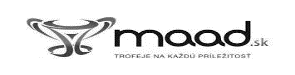 maad.sk
TROFEJE NA KAŽDÚ PRÍLEŽITOSŤ